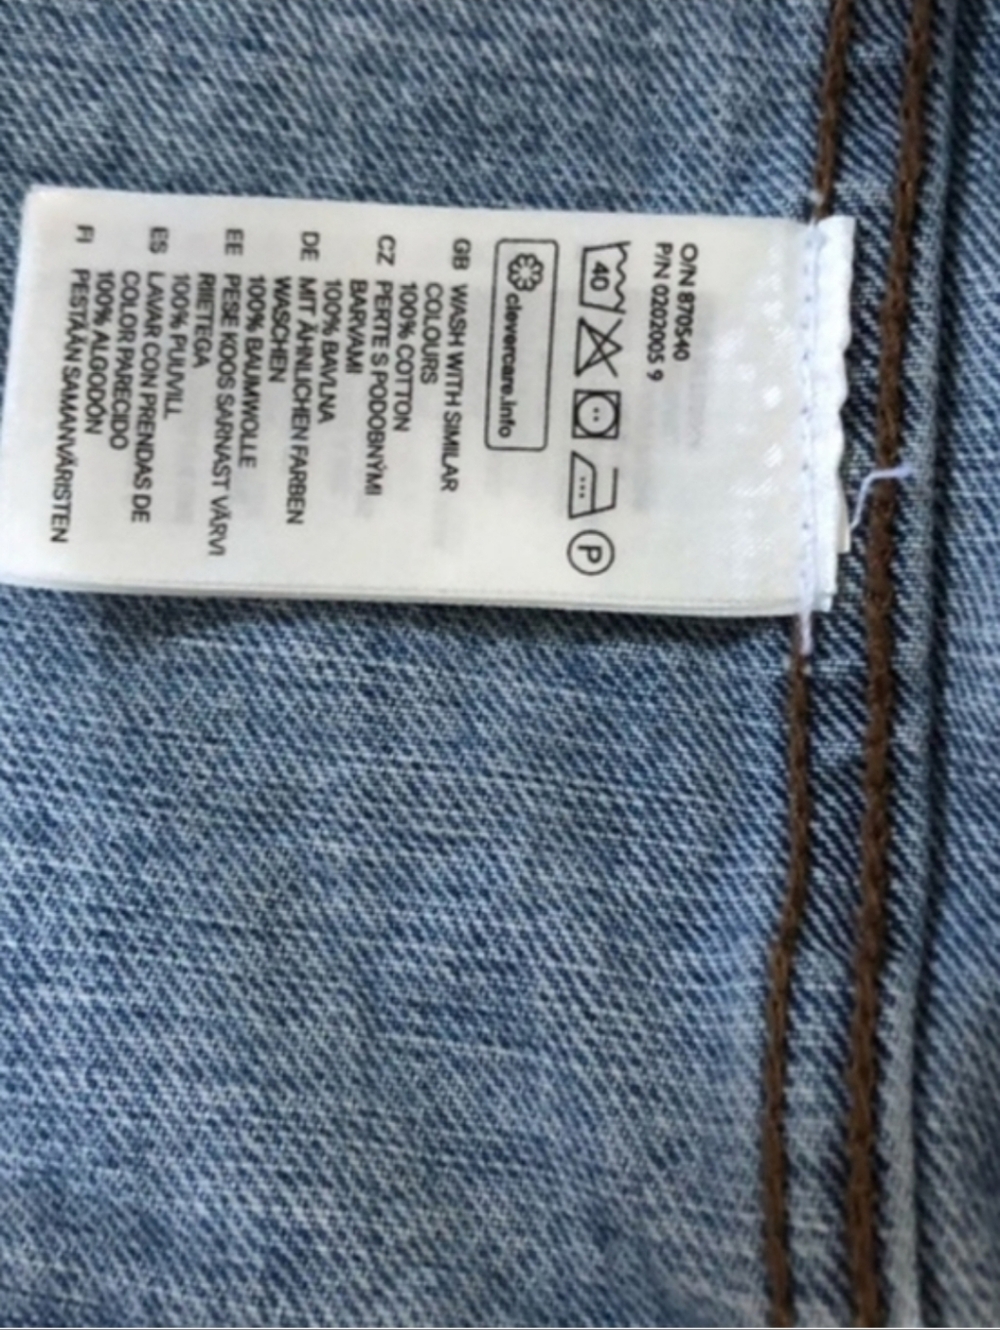 O/N 870540
P/N 0202005 9
40
P
clevercare.info
GB WASH WITH SIMILAR
COLOURS
100% COTTON
CZ PERTE S PODOBNÝMI
BARVAMI
100% BAVLNA
DE MIT ÄHNLICHEN FARBEN
WASCHEN
100% BAUMWOLLE
EE PESE KOOS SARNAST VÄRVI
RIIETEGA
100% PUUVILL
ES LAVAR CON PRENDAS DE
COLOR PARECIDO
100% ALGODÓN
FI PESTÄÄN SAMANVÄRISTEN